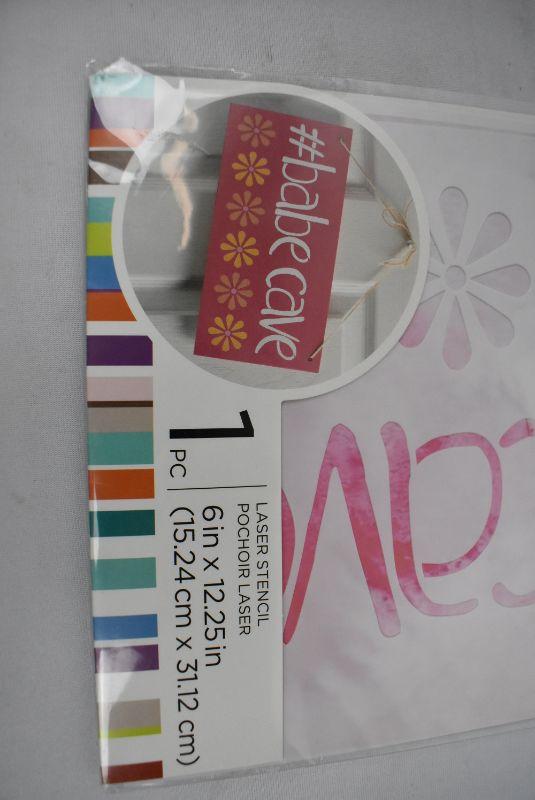 #babe cave
1
PC
LASER STENCIL
POCHOIR LASER
6 in x 12.25 in
(15.24 cm x 31.12 cm)
cav